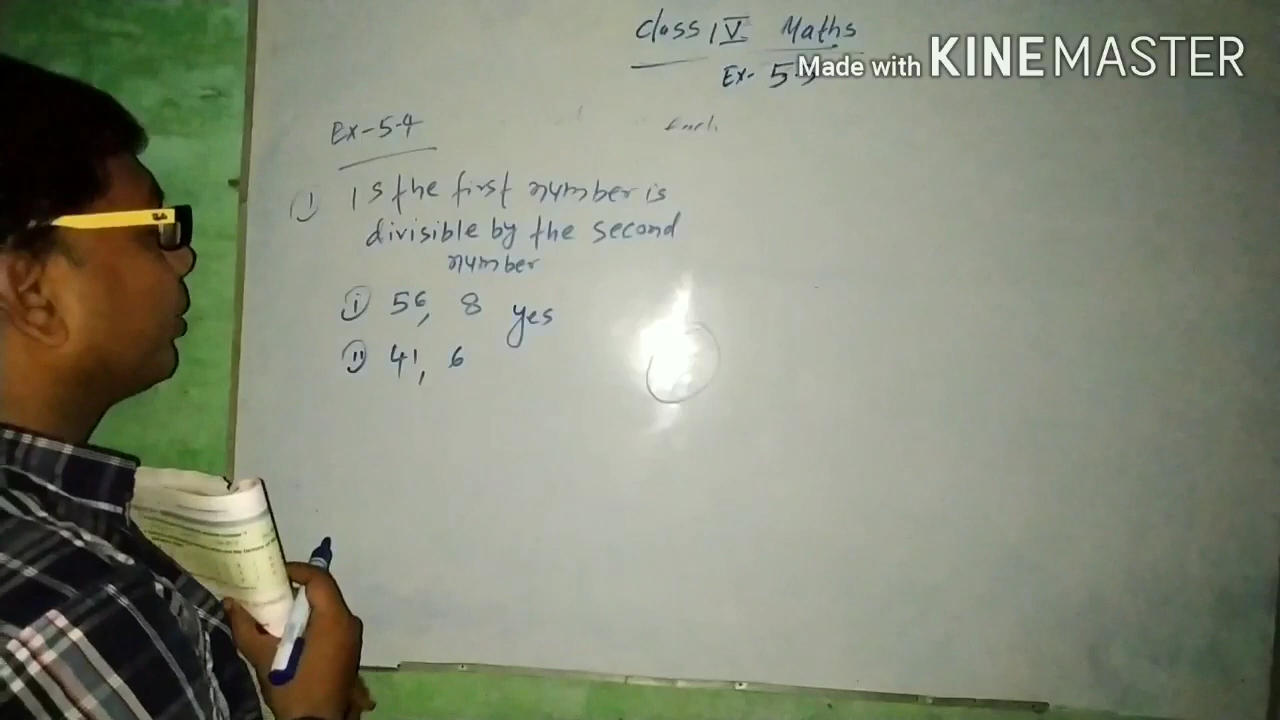 Class IV Maths
Ex- 5.5
Made with KINEMASTER
Ex-5.4
1) Is the first number is
divisible by the second
number
(i) 56, 8 yes
(ii) 41, 6